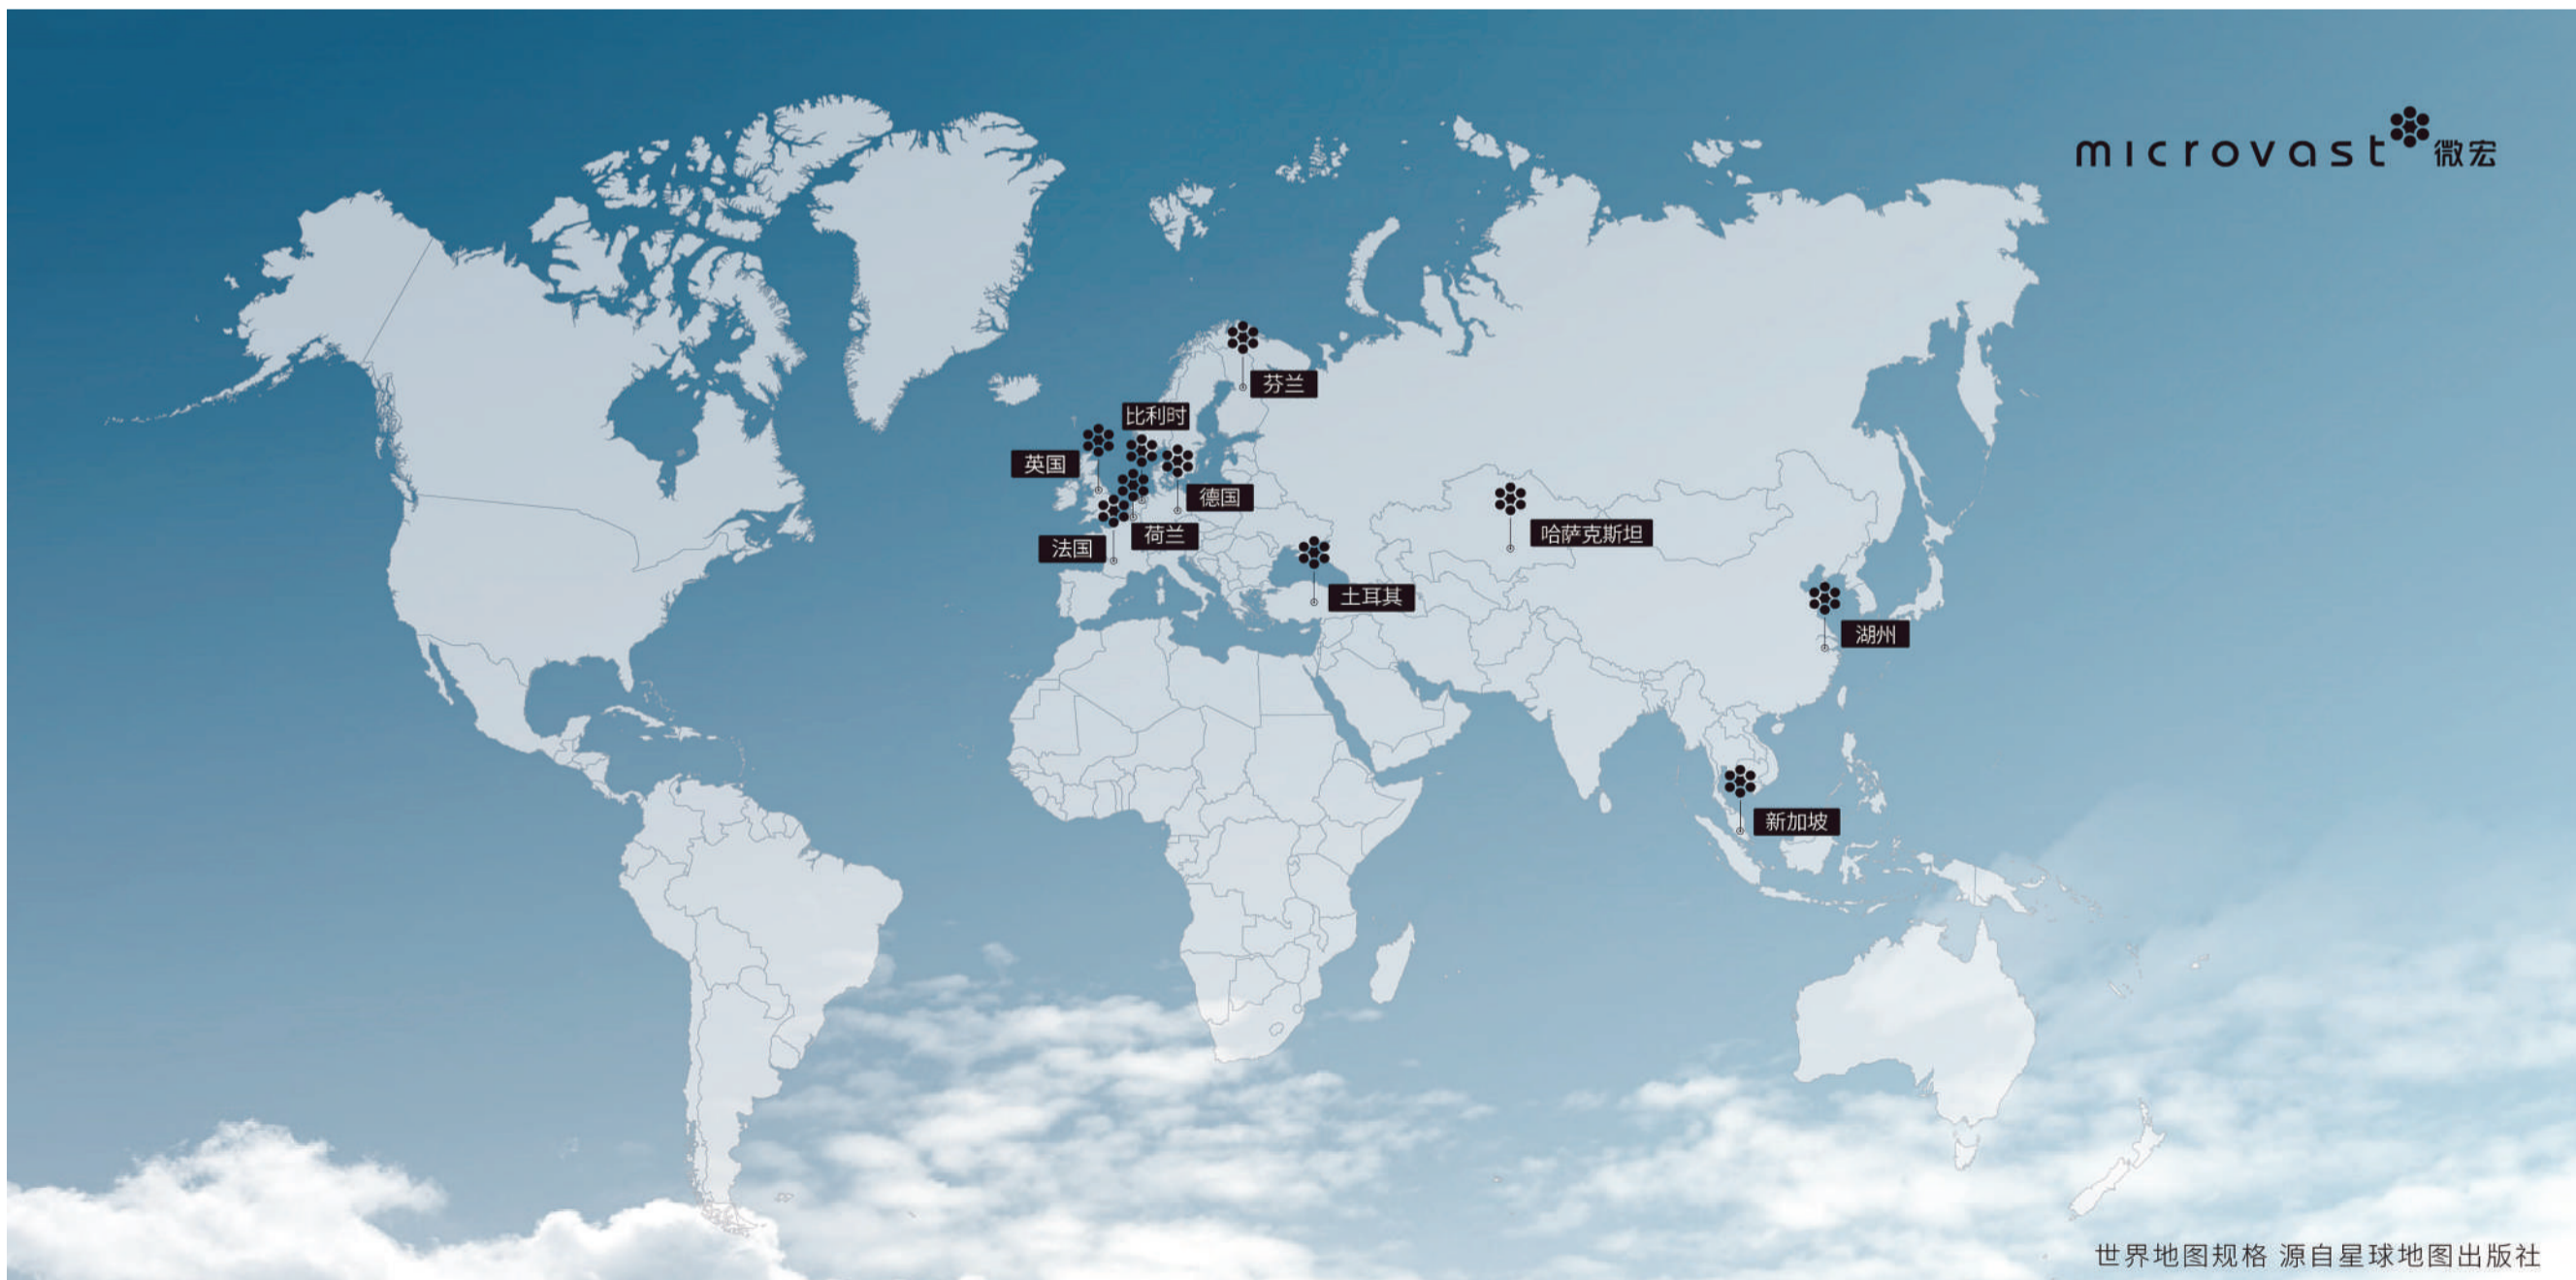 microvast 微宏
芬兰
比利时
英国
德国
哈萨克斯坦
荷兰
法国
土耳其
湖州
新加坡
世界地图规格 源自星球地图出版社